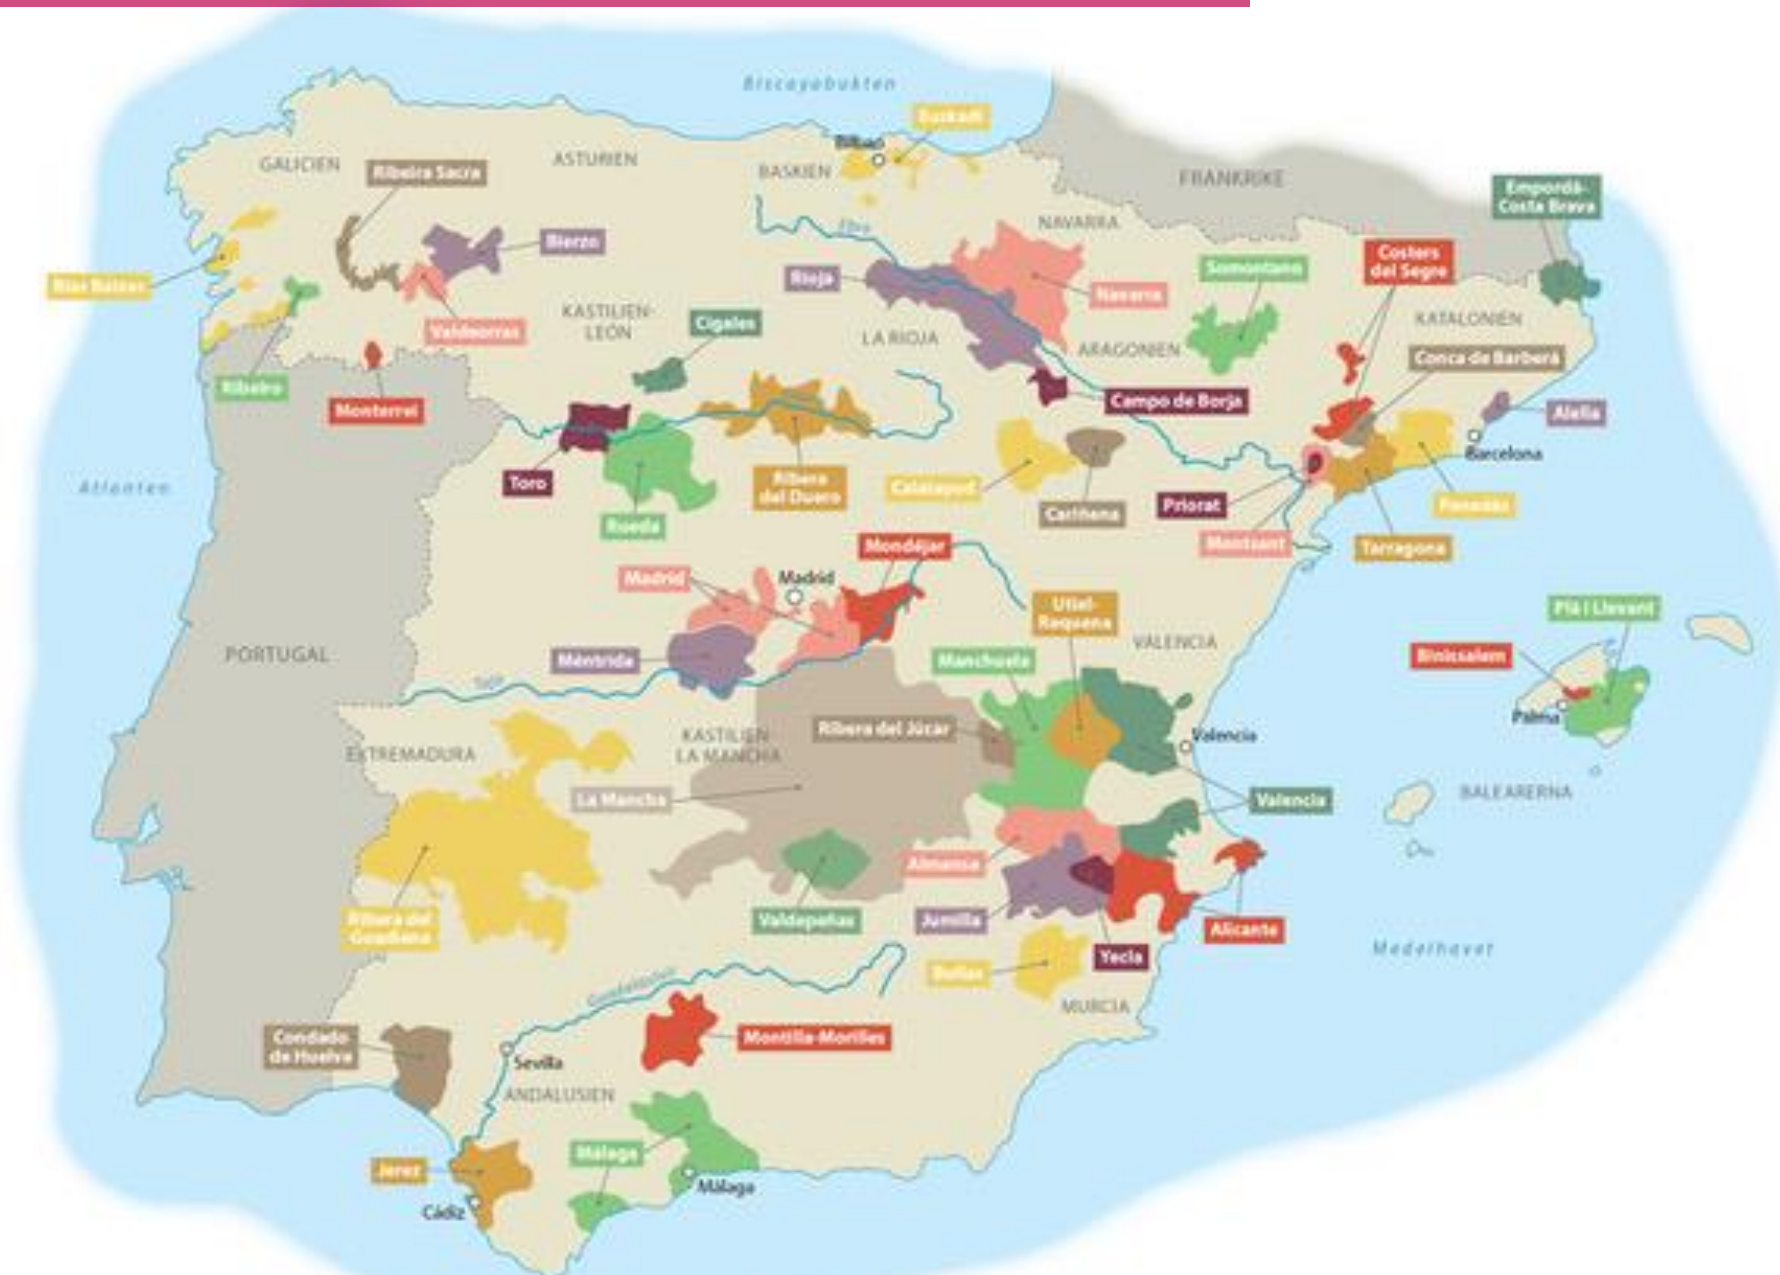 Biscayabukten
Euskadi
Bilbao
GALICIEN
Ribeira Sacra
ASTURIEN
BASKIEN
FRANKRIKE
Empordà-
Costa Brava
Ebro
NAVARRA
Bierzo
Rioja
Somontano
Costers
del Segre
Rias Baixas
Navarra
KASTILIEN-
LEÓN
Valdeorras
Cigales
LA RIOJA
ARAGONIEN
KATALONIEN
Conca de Barberà
Ribeiro
Monterrei
Campo de Borja
Alella
Barcelona
Atlanten
Toro
Ribera
del Duero
Calatayud
Cariñena
Priorat
Penedès
Rueda
Montsant
Tarragona
Mondéjar
Madrid
Madrid
Utiel-
Requena
Plà i Llevant
PORTUGAL
Méntrida
Manchuela
VALENCIA
Binissalem
Tajo
Palma
Ribera del Júcar
Valencia
EXTREMADURA
KASTILIEN-
LA MANCHA
La Mancha
Valencia
BALEARERNA
Almansa
Ribera del
Guadiana
Valdepeñas
Jumilla
Alicante
Yecla
Medelhavet
Bullas
Guadalquivir
MURCIA
Condado
de Huelva
Montilla-Morilles
Sevilla
ANDALUSIEN
Málaga
Jerez
Málaga
Cádiz